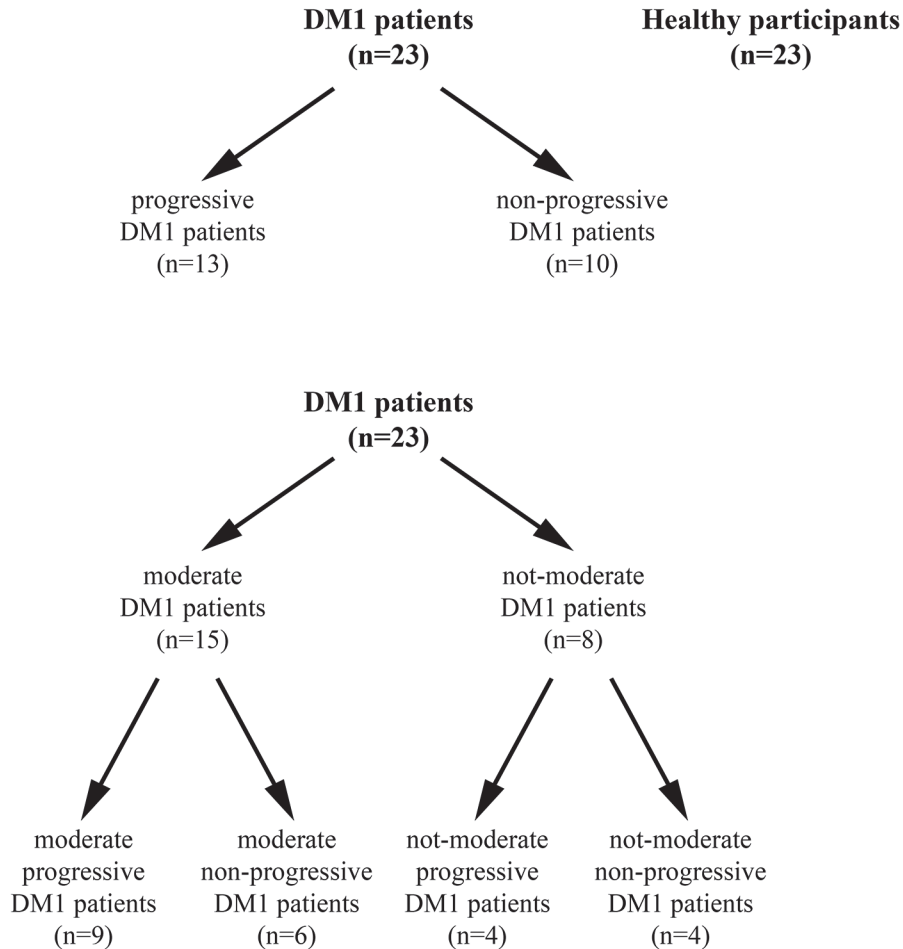 DM1 patients
(n=23)
Healthy participants
(n=23)
progressive
DM1 patients
(n=13)
non-progressive
DM1 patients
(n=10)
DM1 patients
(n=23)
moderate
DM1 patients
(n=15)
not-moderate
DM1 patients
(n=8)
moderate
progressive
DM1 patients
(n=9)
moderate
non-progressive
DM1 patients
(n=6)
not-moderate
progressive
DM1 patients
(n=4)
not-moderate
non-progressive
DM1 patients
(n=4)